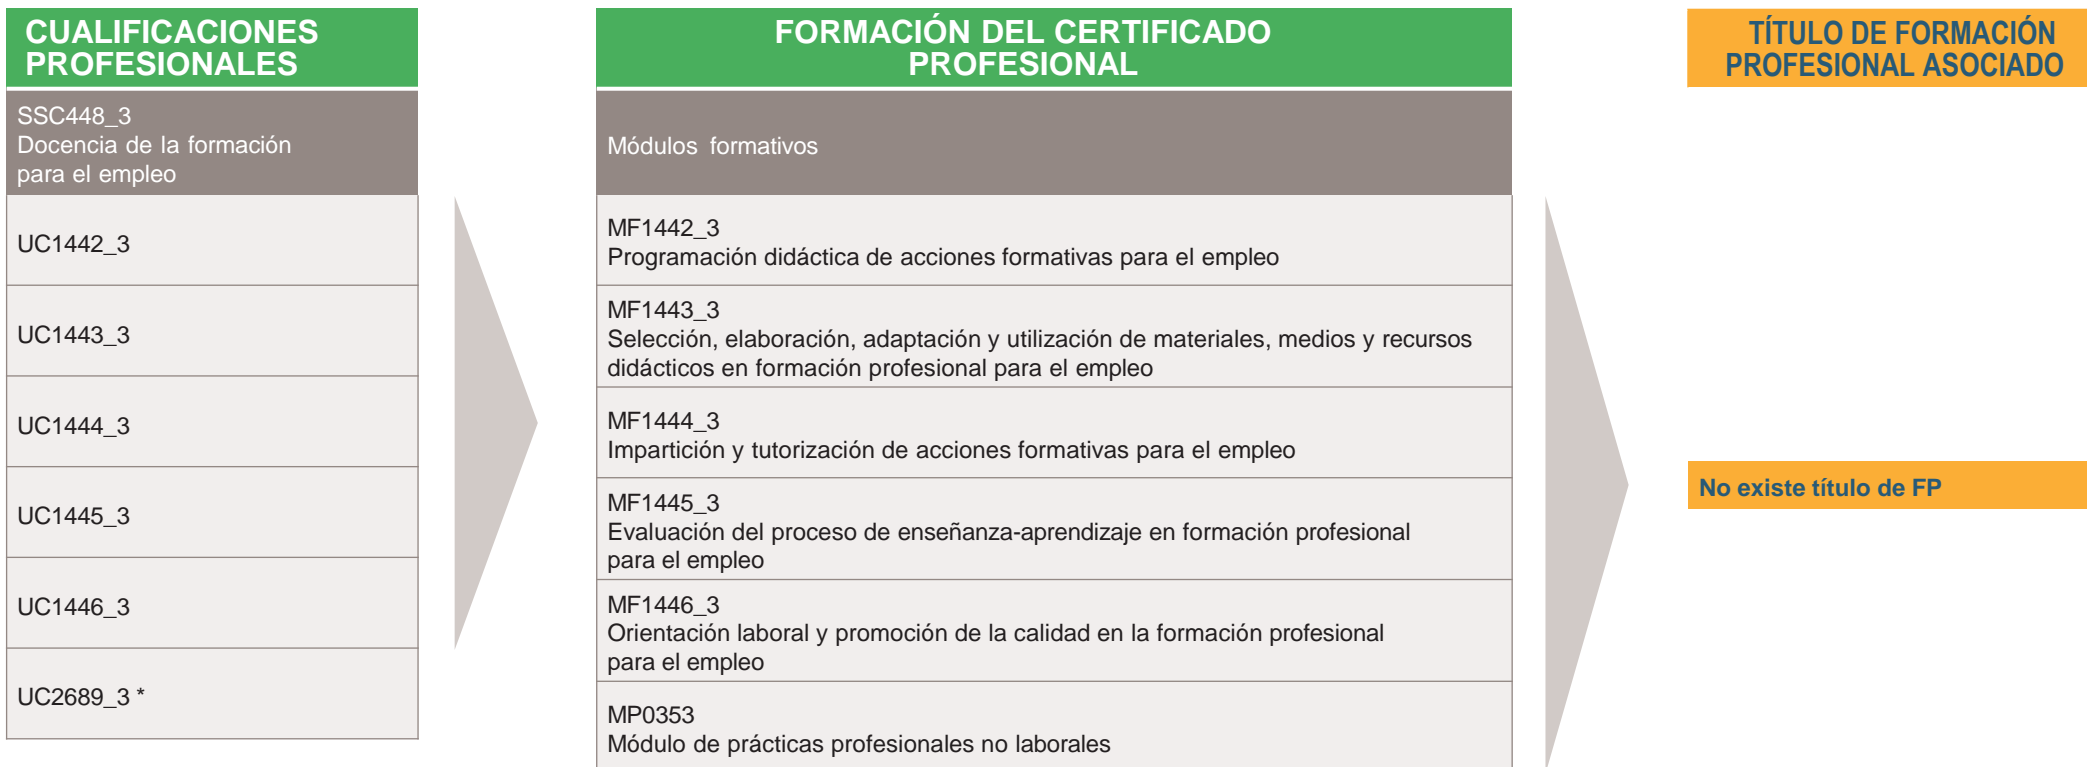 CUALIFICACIONES
PROFESIONALES
SSC448_3
Docencia de la formación
para el empleo
UC1442_3
UC1443_3
UC1444_3
UC1445_3
UC1446_3
UC2689_3 *
FORMACIÓN DEL CERTIFICADO
PROFESIONAL
Módulos formativos
MF1442_3
Programación didáctica de acciones formativas para el empleo
MF1443_3
Selección, elaboración, adaptación y utilización de materiales, medios y recursos
didácticos en formación profesional para el empleo
MF1444_3
Impartición y tutorización de acciones formativas para el empleo
MF1445_3
Evaluación del proceso de enseñanza-aprendizaje en formación profesional
para el empleo
MF1446_3
Orientación laboral y promoción de la calidad en la formación profesional
para el empleo
MP0353
Módulo de prácticas profesionales no laborales
TÍTULO DE FORMACIÓN
PROFESIONAL ASOCIADO
No existe título de FP